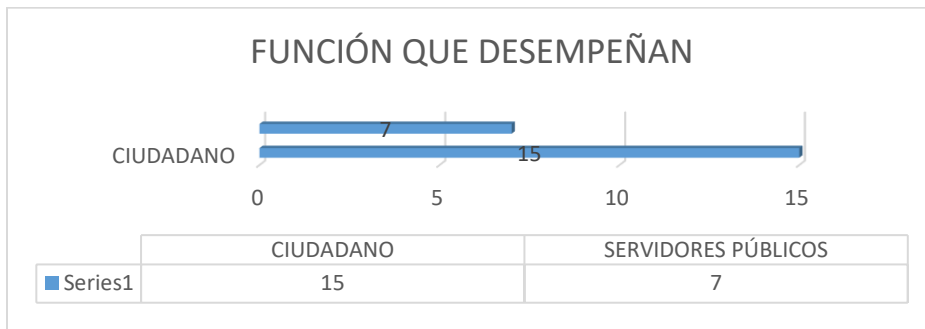 FUNCIÓN QUE DESEMPEÑAN
7
CIUDADANO
15
0 5 10 15
CIUDADANO SERVIDORES PÚBLICOS
Series1 15 7